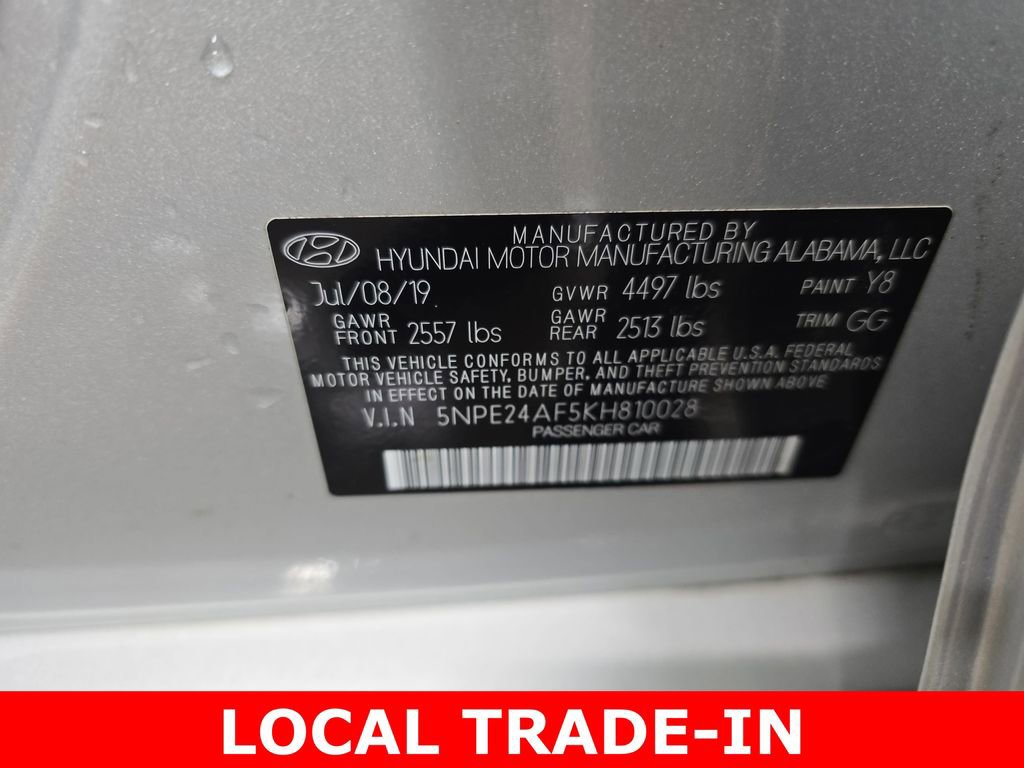 MANUFACTURED BY
HYUNDAI MOTOR MANUFACTURING ALABAMA, LLC
Jul/08/19 GVWR 4497 lbs PAINT Y8
GAWR FRONT 2557 lbs GAWR REAR 2513 lbs TRIM GG
THIS VEHICLE CONFORMS TO ALL APPLICABLE U.S.A. FEDERAL
MOTOR VEHICLE SAFETY, BUMPER, AND THEFT PREVENTION STANDARDS
IN EFFECT ON THE DATE OF MANUFACTURE SHOWN ABOVE
V.I.N 5NPE24AF5KH810028
PASSENGER CAR
LOCAL TRADE-IN